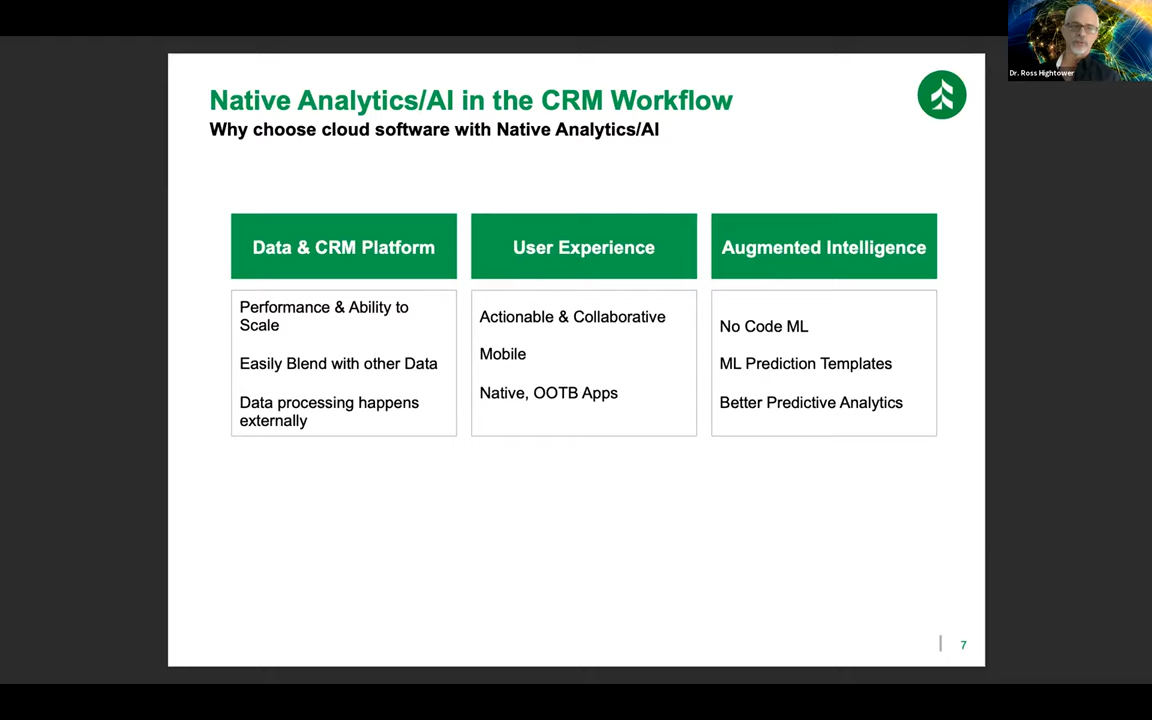 Native Analytics/AI in the CRM Workflow
Why choose cloud software with Native Analytics/AI
Data & CRM Platform
Performance & Ability to
Scale
Easily Blend with other Data
Data processing happens
externally
User Experience
Actionable & Collaborative
Mobile
Native, OOTB Apps
Augmented Intelligence
No Code ML
ML Prediction Templates
Better Predictive Analytics
7
Dr. Ross Hightower